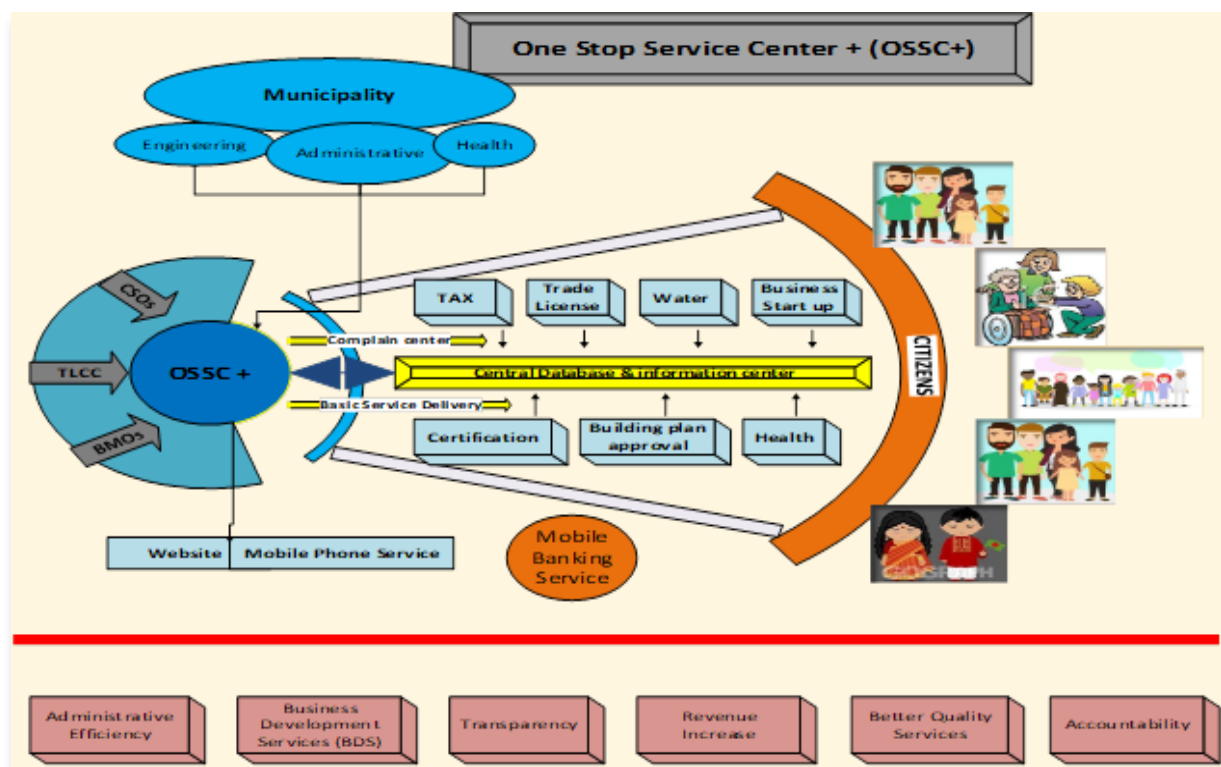 One Stop Service Center + (OSSC+)
Municipality
Engineering
Administrative
Health
CSOs
TLCC
BMOs
OSSC +
TAX
Trade
License
Water
Business
Start up
Complain center
Central Database & information center
Basic Service Delivery
Certification
Building plan
approval
Health
CITIZENS
Website
Mobile Phone Service
Mobile
Banking
Service
Administrative
Efficiency
Business
Development
Services (BDS)
Transparency
Revenue
Increase
Better Quality
Services
Accountability